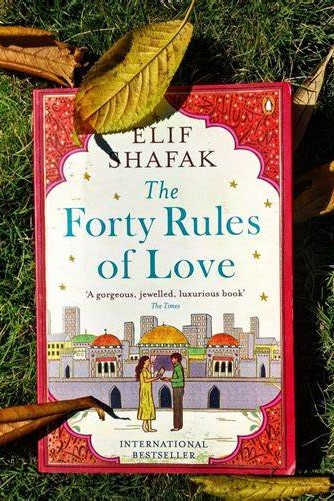 ELIF
SHAFAK
The
Forty Rules
of Love
'A gorgeous, jewelled, luxurious book'
The Times
INTERNATIONAL
BESTSELLER